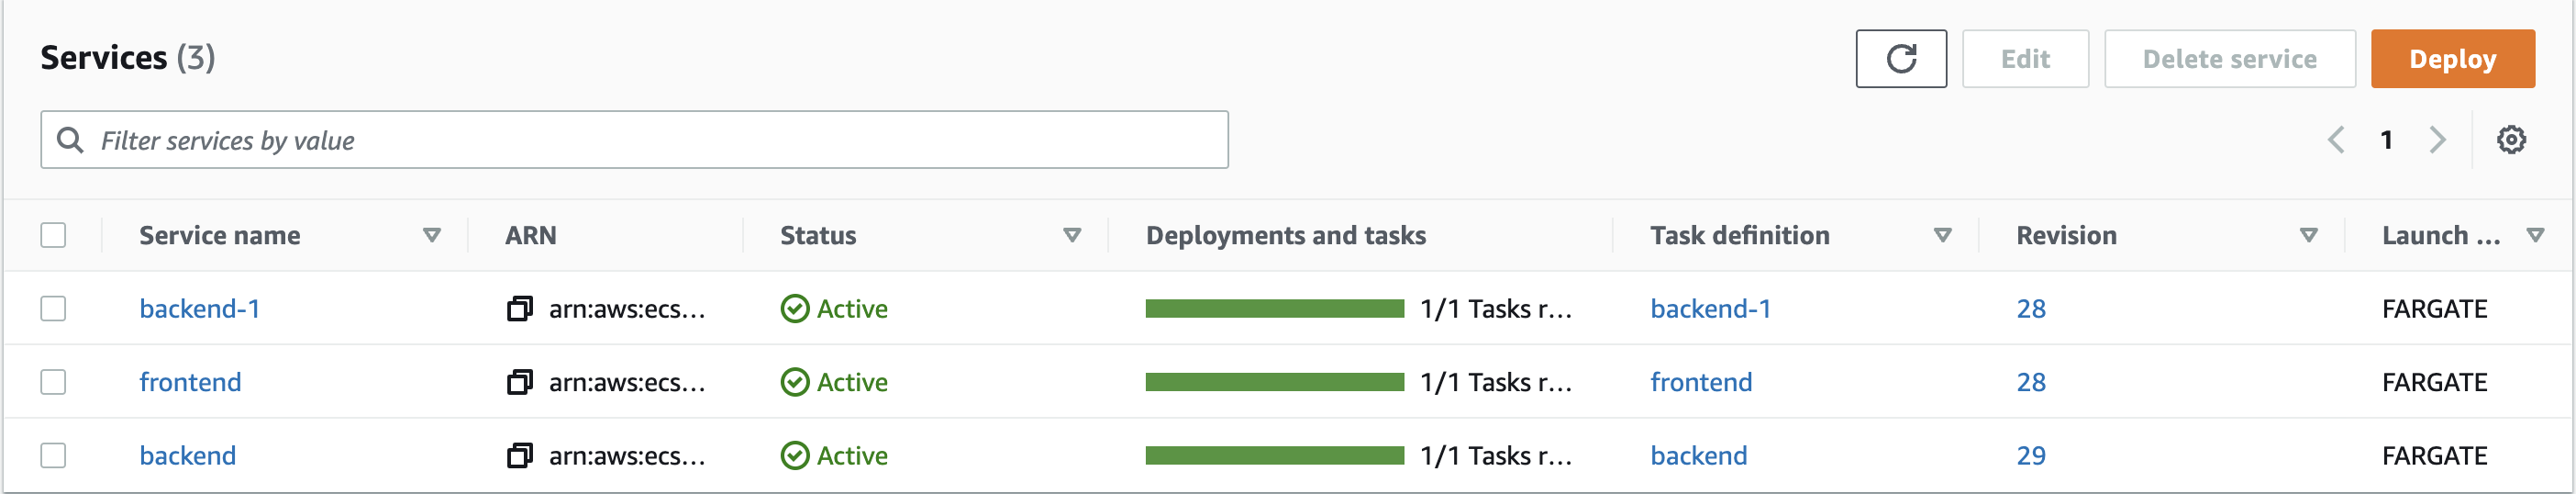 Services (3)
Edit
Delete service
Deploy
Filter services by value
1
Service name ARN Status Deployments and tasks Task definition Revision Launch ...
backend-1 arn:aws:ecs... Active 1/1 Tasks r... backend-1 28 FARGATE
frontend arn:aws:ecs... Active 1/1 Tasks r... frontend 28 FARGATE
backend arn:aws:ecs... Active 1/1 Tasks r... backend 29 FARGATE